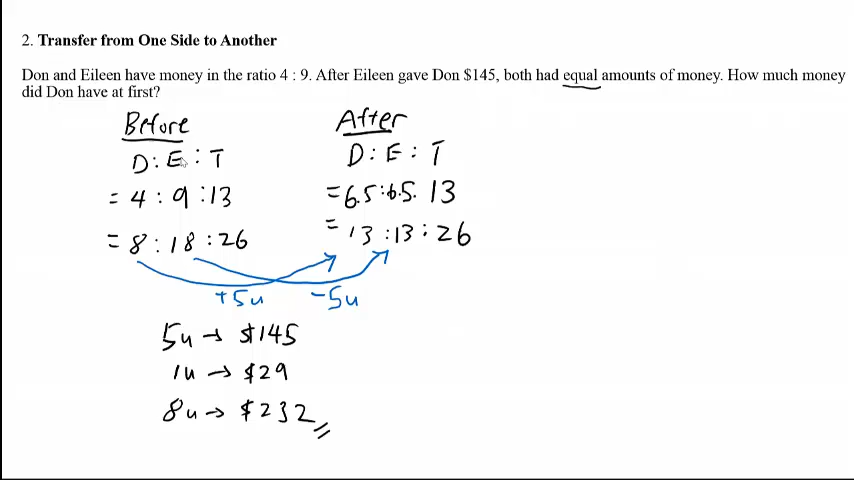 2. Transfer from One Side to Another
Don and Eileen have money in the ratio 4 : 9. After Eileen gave Don $145, both had equal amounts of money. How much money
did Don have at first?
Before After
D : E : T D : E : T
= 4 : 9 : 13 = 6.5 : 6.5. 13
= 8 : 18 : 26 = 13 : 13 : 26
+5u -5u
5u → $145
1u → $29
8u → $232